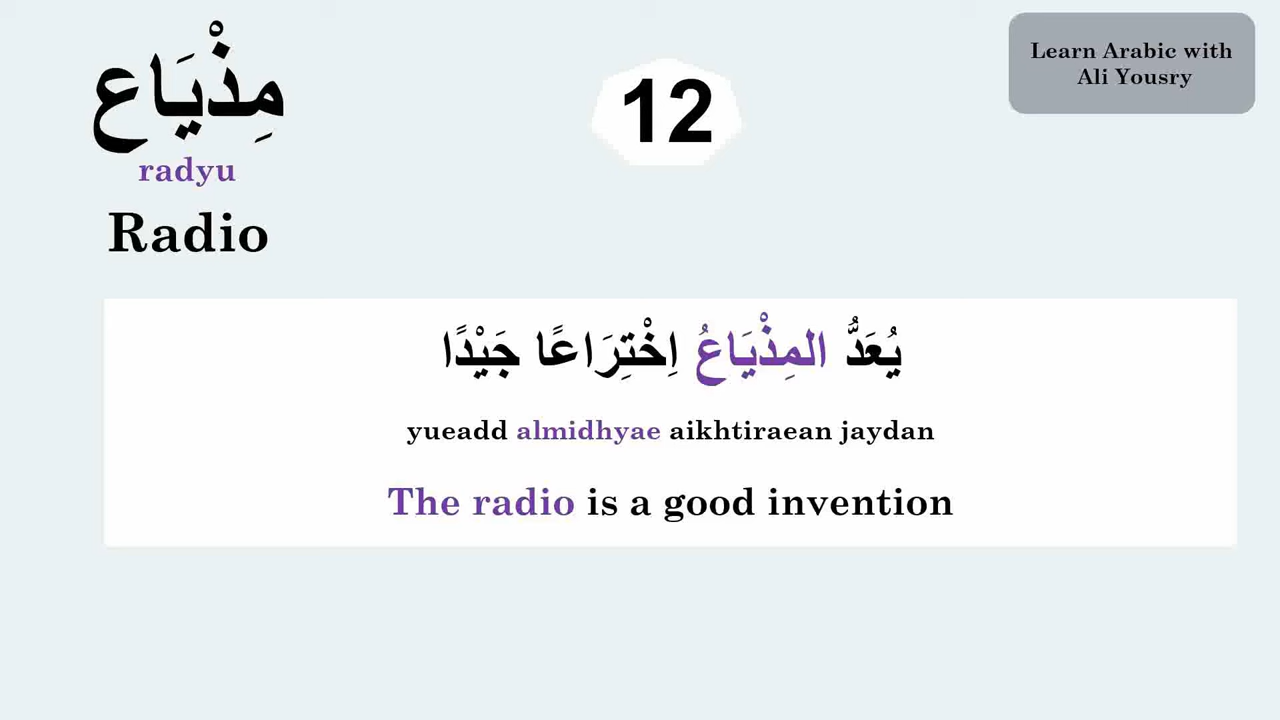 مِذْيَاع
radyu
Radio
12
Learn Arabic with
Ali Yousry
يُعَدُّ المِذْيَاعُ اِخْتِرَاعًا جَيْدًا
yueadd almidhyae aikhtiraean jaydan
The radio is a good invention